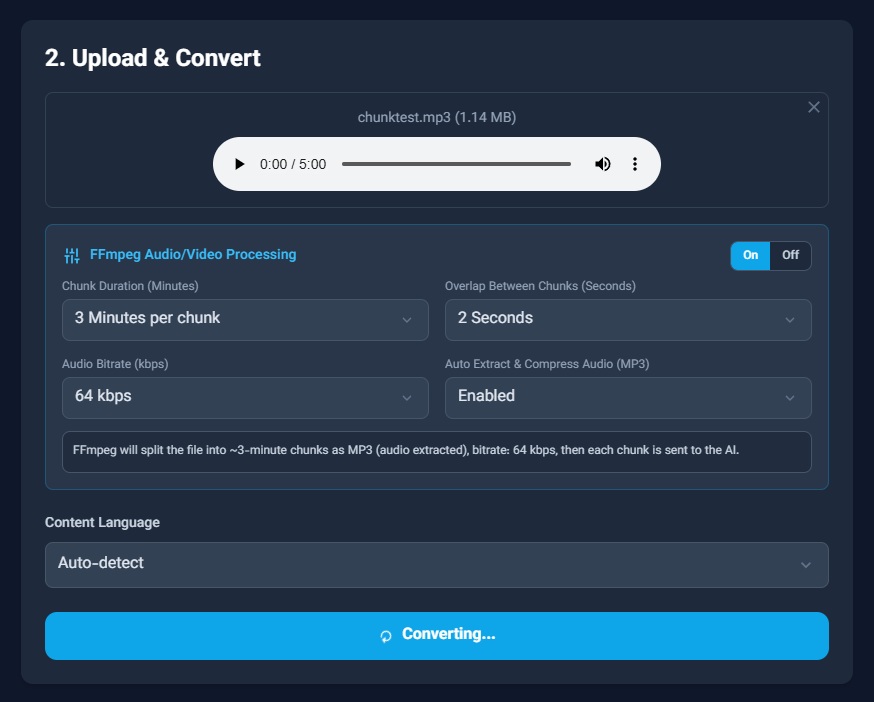 2. Upload & Convert
chunktest.mp3 (1.14 MB)
0:00 / 5:00
FFmpeg Audio/Video Processing
On Off
Chunk Duration (Minutes)
Overlap Between Chunks (Seconds)
3 Minutes per chunk
2 Seconds
Audio Bitrate (kbps)
Auto Extract & Compress Audio (MP3)
64 kbps
Enabled
FFmpeg will split the file into ~3-minute chunks as MP3 (audio extracted), bitrate: 64 kbps, then each chunk is sent to the AI.
Content Language
Auto-detect
Converting...